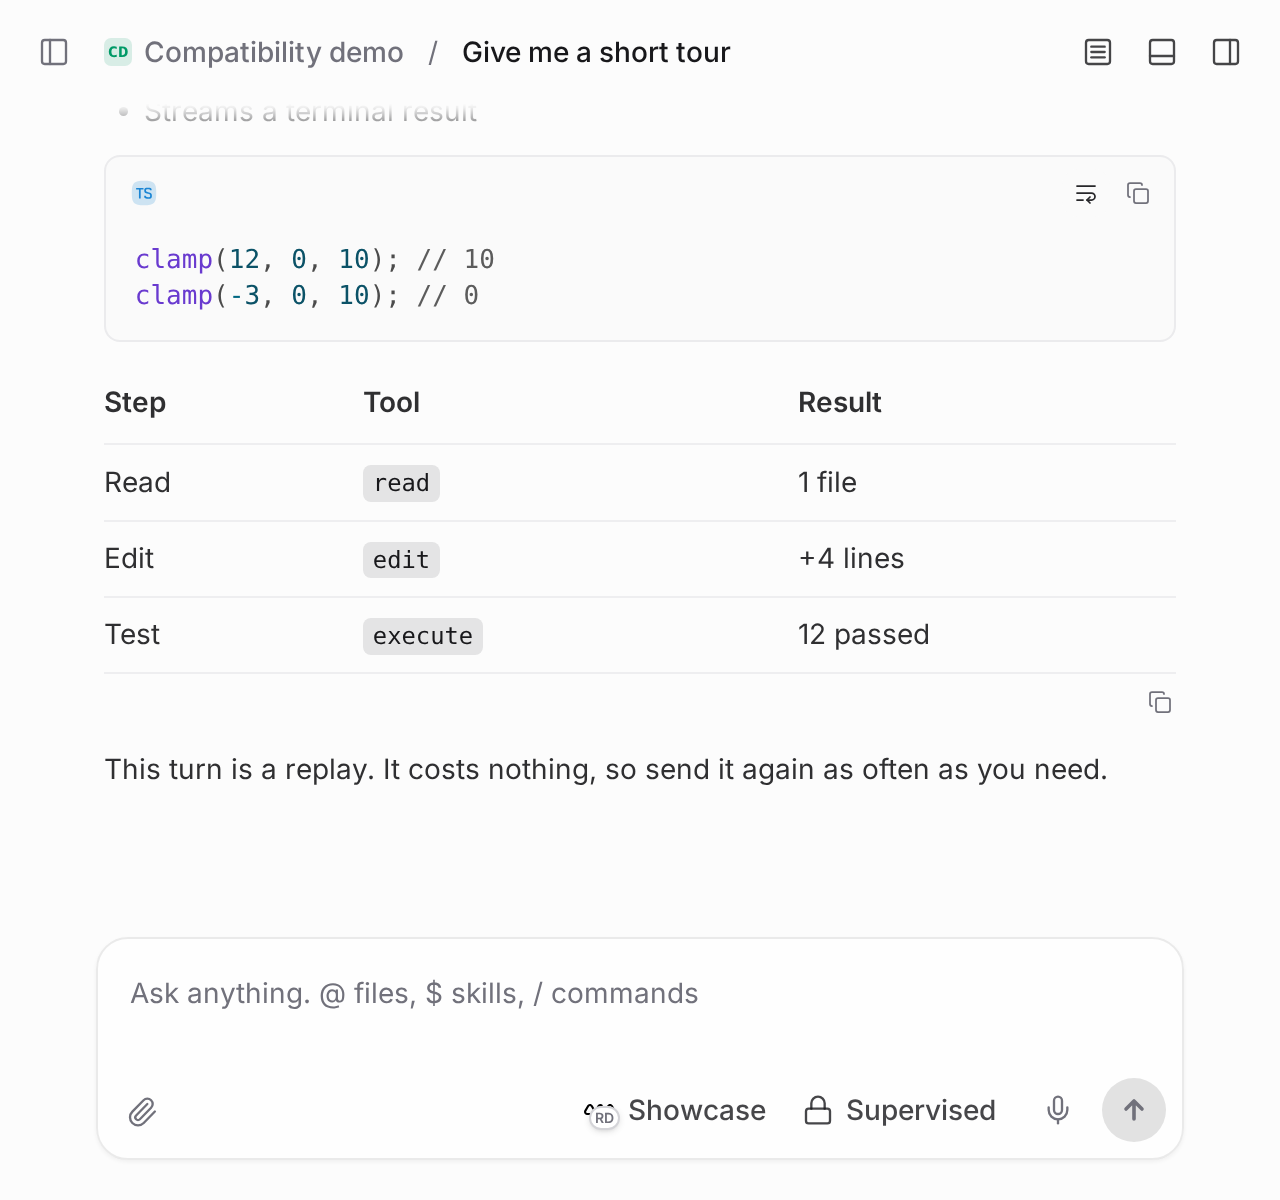 CD Compatibility demo / Give me a short tour
• Streams a terminal result
TS
clamp(12, 0, 10); // 10
clamp(-3, 0, 10); // 0
Step Tool Result
Read read 1 file
Edit edit +4 lines
Test execute 12 passed
This turn is a replay. It costs nothing, so send it again as often as you need.
Ask anything. @ files, $ skills, / commands
RD Showcase Supervised